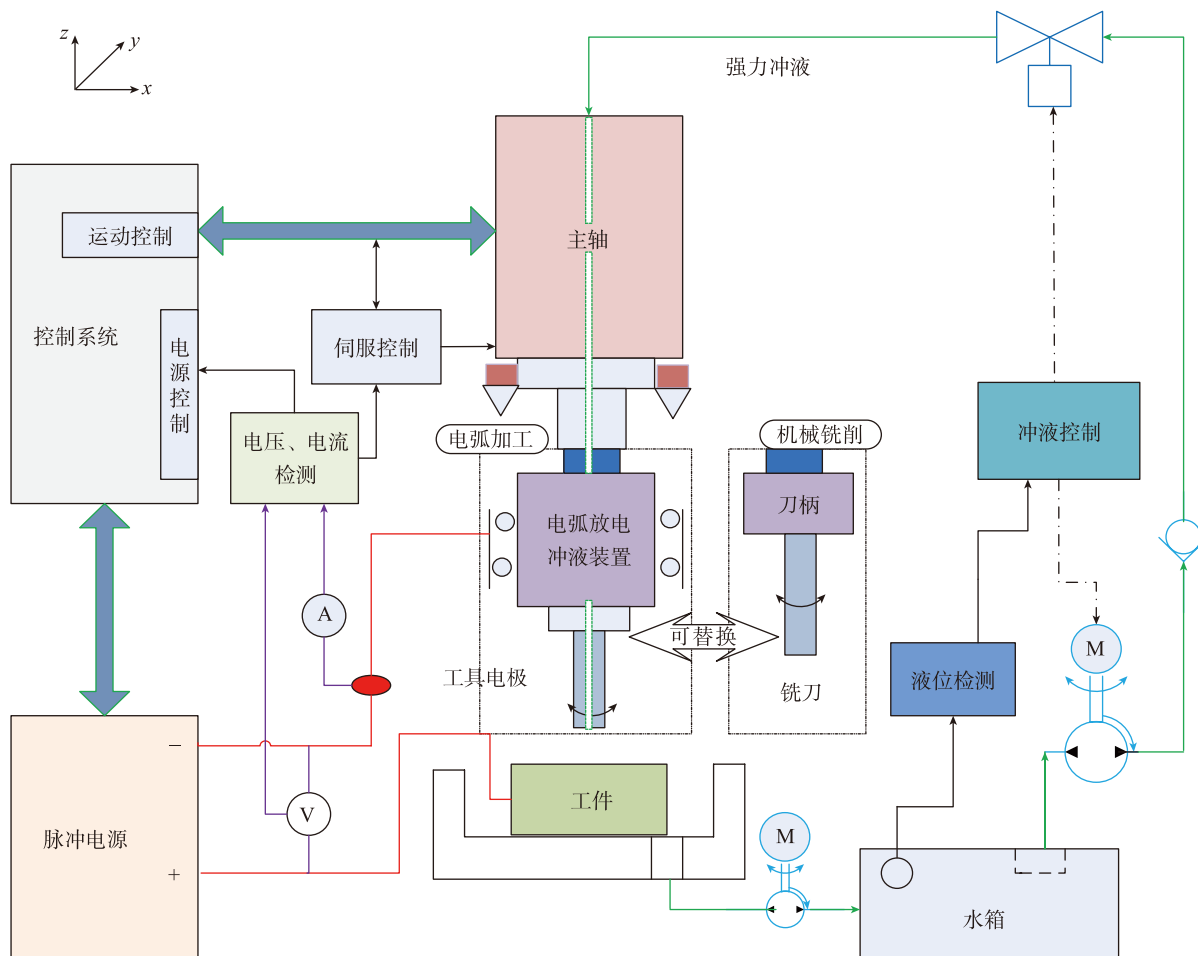 z
y
x
强力冲液
运动控制
主轴
控制系统
伺服控制
电
源
控
制
电压、电流
检测
电弧加工
机械铣削
冲液控制
刀柄
电弧放电
冲液装置
A
可替换
M
工具电极
铣刀
液位检测
−
V
工件
M
脉冲电源
+
水箱